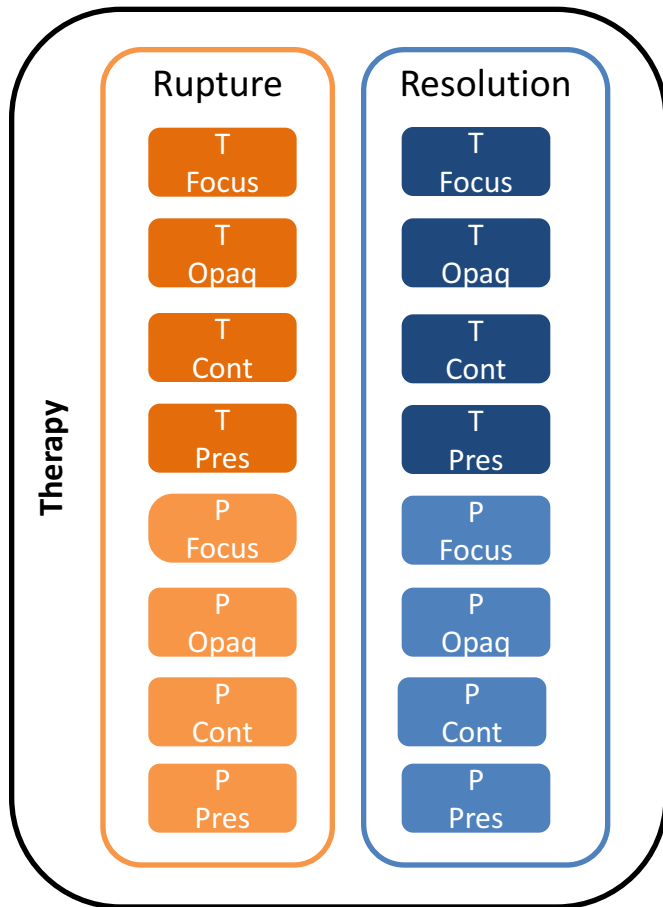 Therapy
Rupture
T
Focus
T
Opaq
T
Cont
T
Pres
P
Focus
P
Opaq
P
Cont
P
Pres
Resolution
T
Focus
T
Opaq
T
Cont
T
Pres
P
Focus
P
Opaq
P
Cont
P
Pres